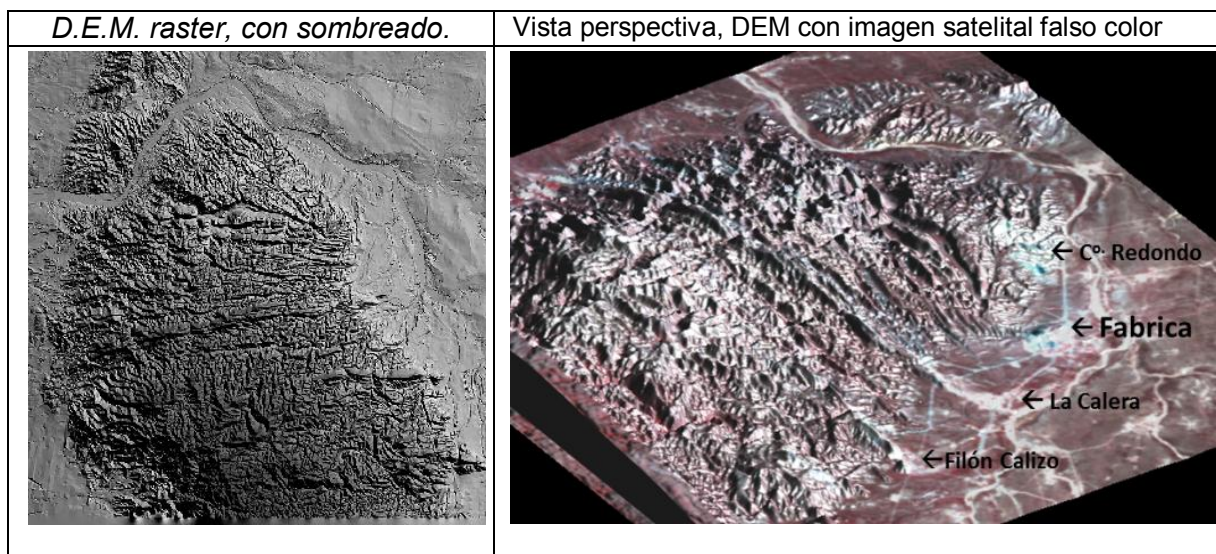 D.E.M. raster, con sombreado.
Vista perspectiva, DEM con imagen satelital falso color
← Cº. Redondo
← Fabrica
← La Calera
←Filón Calizo